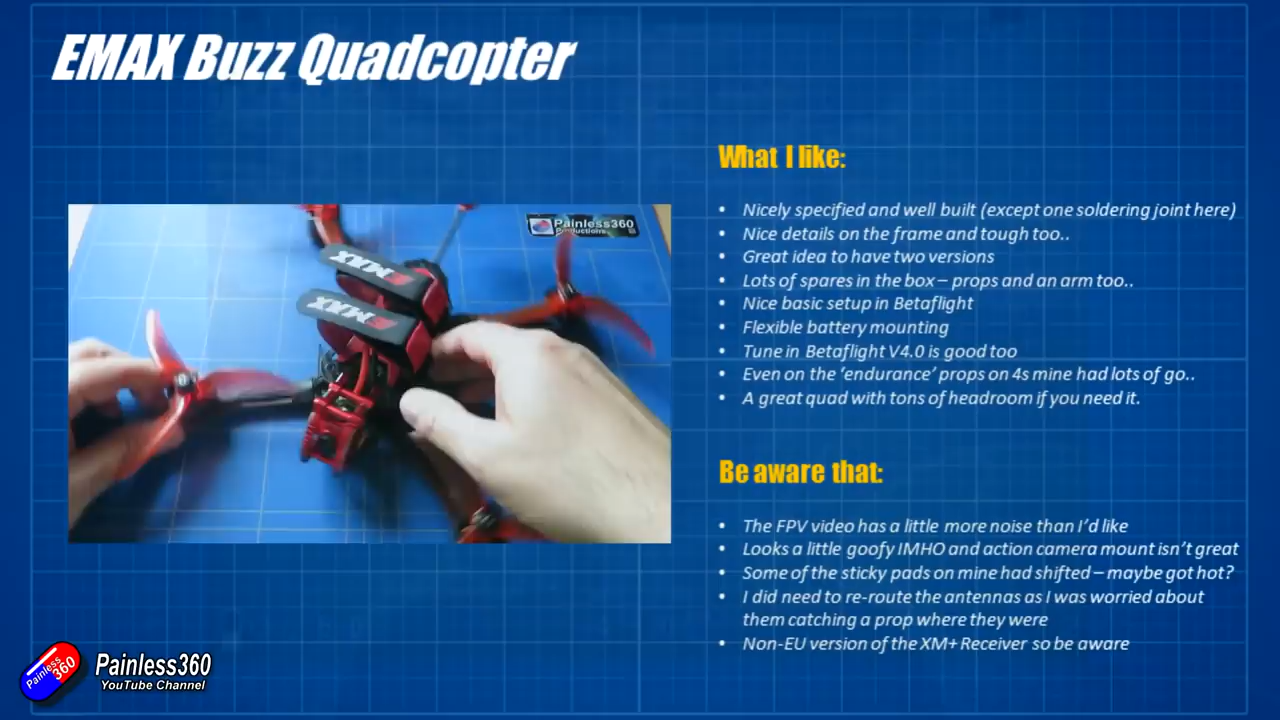 EMAX Buzz Quadcopter
What I like:
• Nicely specified and well built (except one soldering joint here)
• Nice details on the frame and tough too..
• Great idea to have two versions
• Lots of spares in the box – props and an arm too..
• Nice basic setup in Betaflight
• Flexible battery mounting
• Tune in Betaflight V4.0 is good too
• Even on the ‘endurance’ props on 4s mine had lots of go..
• A great quad with tons of headroom if you need it.
Be aware that:
• The FPV video has a little more noise than I’d like
• Looks a little goofy IMHO and action camera mount isn’t great
• Some of the sticky pads on mine had shifted – maybe got hot?
• I did need to re-route the antennas as I was worried about
them catching a prop where they were
• Non-EU version of the XM+ Receiver so be aware
Painless360
Productions
EMAX
EMAX
Painless
360
Painless360
YouTube Channel